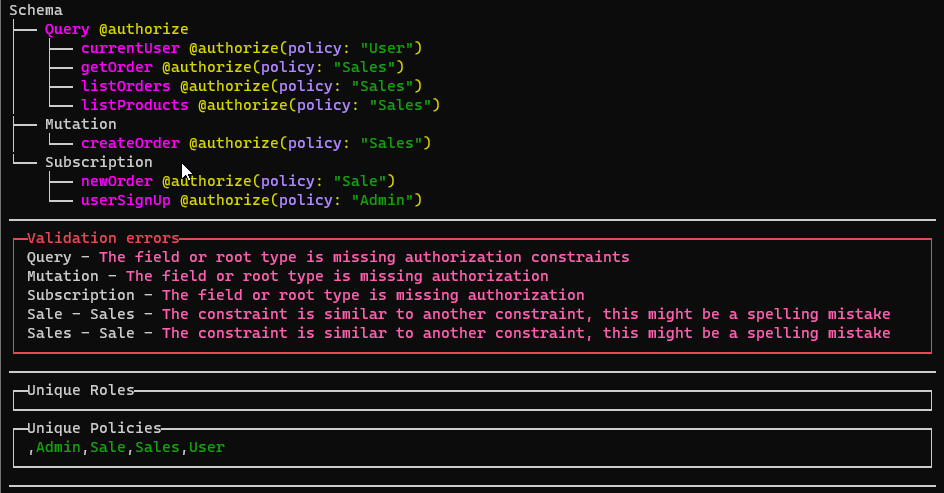 Schema
Query @authorize
currentUser @authorize(policy: "User")
getOrder @authorize(policy: "Sales")
listOrders @authorize(policy: "Sales")
listProducts @authorize(policy: "Sales")
Mutation
createOrder @authorize(policy: "Sales")
Subscription
newOrder @authorize(policy: "Sale")
userSignUp @authorize(policy: "Admin")
Validation errors
Query - The field or root type is missing authorization constraints
Mutation - The field or root type is missing authorization
Subscription - The field or root type is missing authorization
Sale - Sales - The constraint is similar to another constraint, this might be a spelling mistake
Sales - Sale - The constraint is similar to another constraint, this might be a spelling mistake
Unique Roles
Unique Policies
,Admin,Sale,Sales,User